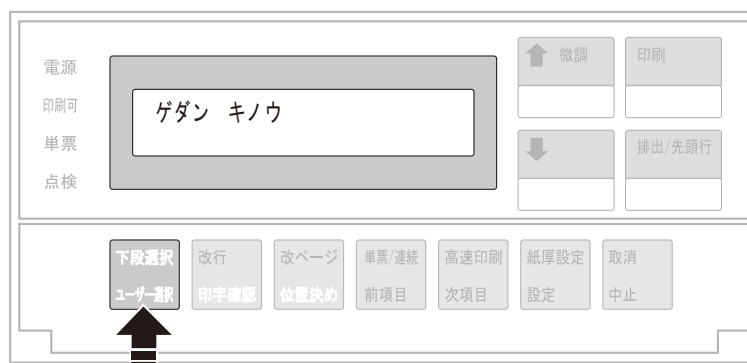 電源
印刷可
単票
点検
ゲダン キノウ
微調
印刷
排出/先頭行
下段選択
ユーザー選択
改行
印字確認
改ページ
位置決め
単票/連続
前項目
高速印刷
次項目
紙厚設定
設定
取消
中止